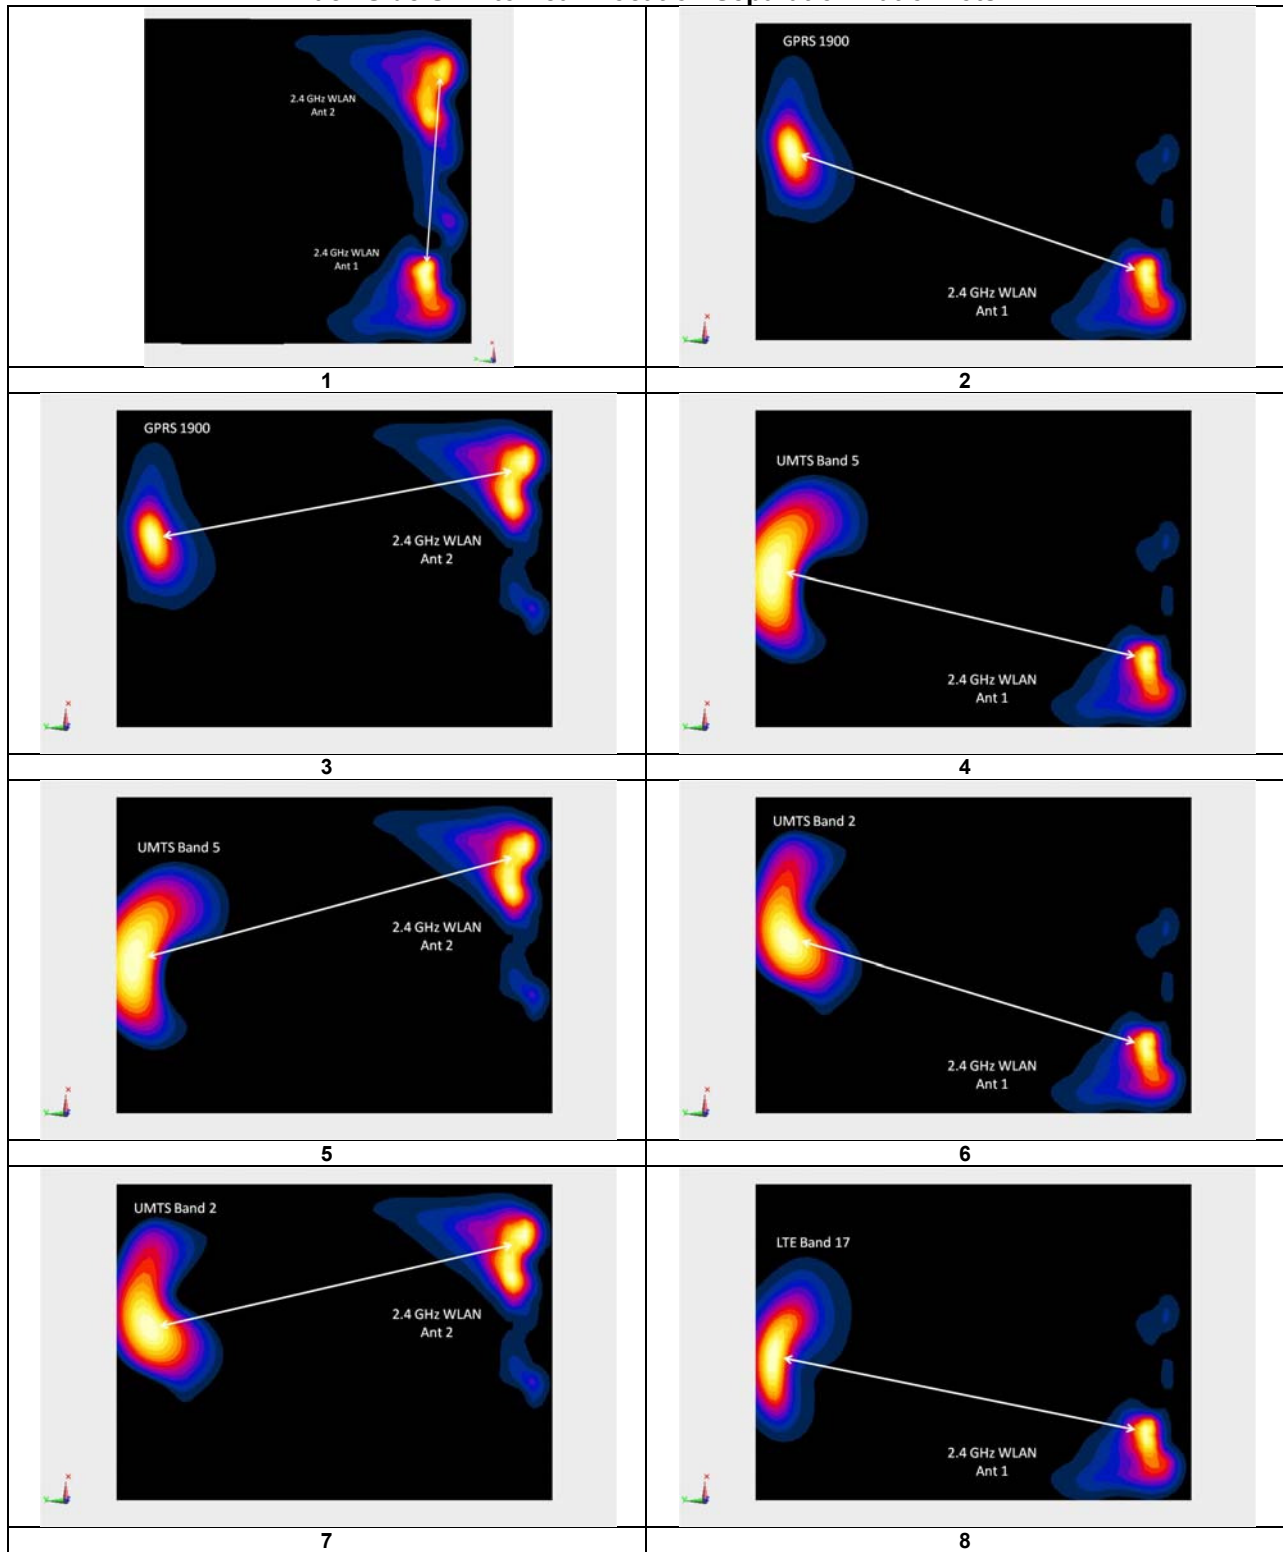 2.4 GHz WLAN
Ant 2
2.4 GHz WLAN
Ant 1
1
GPRS 1900
2.4 GHz WLAN
Ant 1
2
GPRS 1900
2.4 GHz WLAN
Ant 2
3
UMTS Band 5
2.4 GHz WLAN
Ant 1
4
UMTS Band 5
2.4 GHz WLAN
Ant 2
5
UMTS Band 2
2.4 GHz WLAN
Ant 1
6
UMTS Band 2
2.4 GHz WLAN
Ant 2
7
LTE Band 17
2.4 GHz WLAN
Ant 1
8